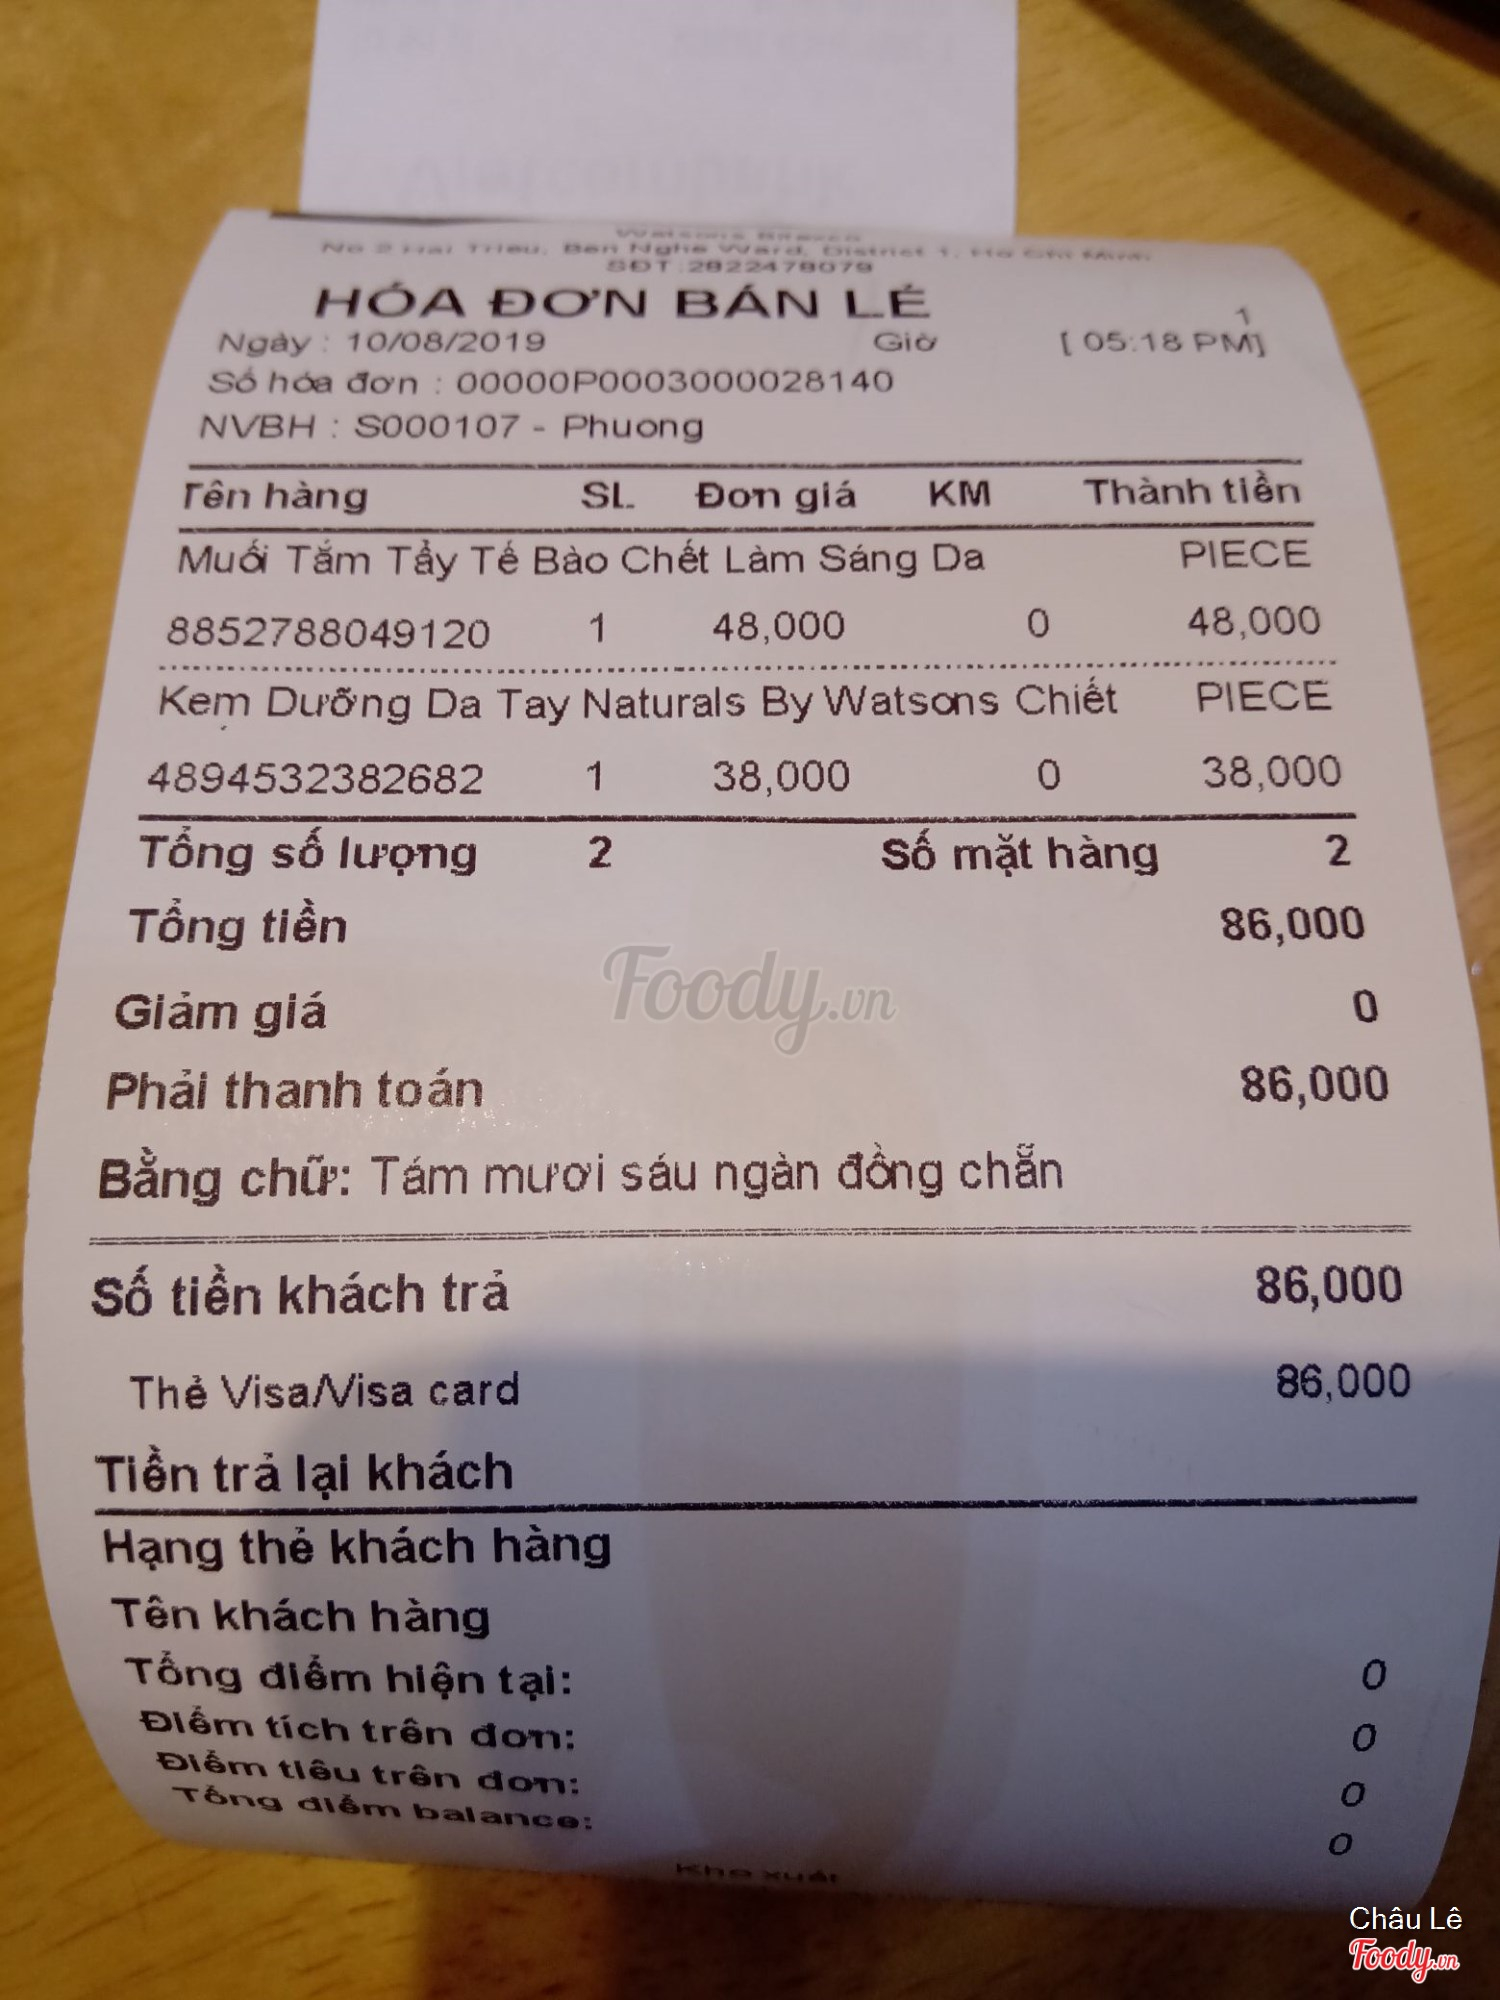 Watsons Bitexco
No 2 Hai Trieu, Ben Nghe Ward, District 1, Ho Chi Minh
SĐT :2822478079
HÓA ĐƠN BÁN LẺ
1
Ngày : 10/08/2019 Giờ [ 05:18 PM]
Số hóa đơn : 00000P0003000028140
NVBH : S000107 - Phuong
Tên hàng SL Đơn giá KM Thành tiền
Muối Tắm Tẩy Tế Bào Chết Làm Sáng Da PIECE
8852788049120 1 48,000 0 48,000
Kem Dưỡng Da Tay Naturals By Watsons Chiết PIECE
4894532382682 1 38,000 0 38,000
Tổng số lượng 2 Số mặt hàng 2
Tổng tiền 86,000
Foody.vn
Giảm giá 0
Phải thanh toán 86,000
Bằng chữ: Tám mươi sáu ngàn đồng chẵn
Số tiền khách trả 86,000
Thẻ Visa/Visa card 86,000
Tiền trả lại khách
Hạng thẻ khách hàng
Tên khách hàng
Tổng điểm hiện tại: 0
Điểm tích trên đơn: 0
Điểm tiêu trên đơn: 0
Tổng điểm balance: 0
Kho xuất
Châu Lê
Foody.vn